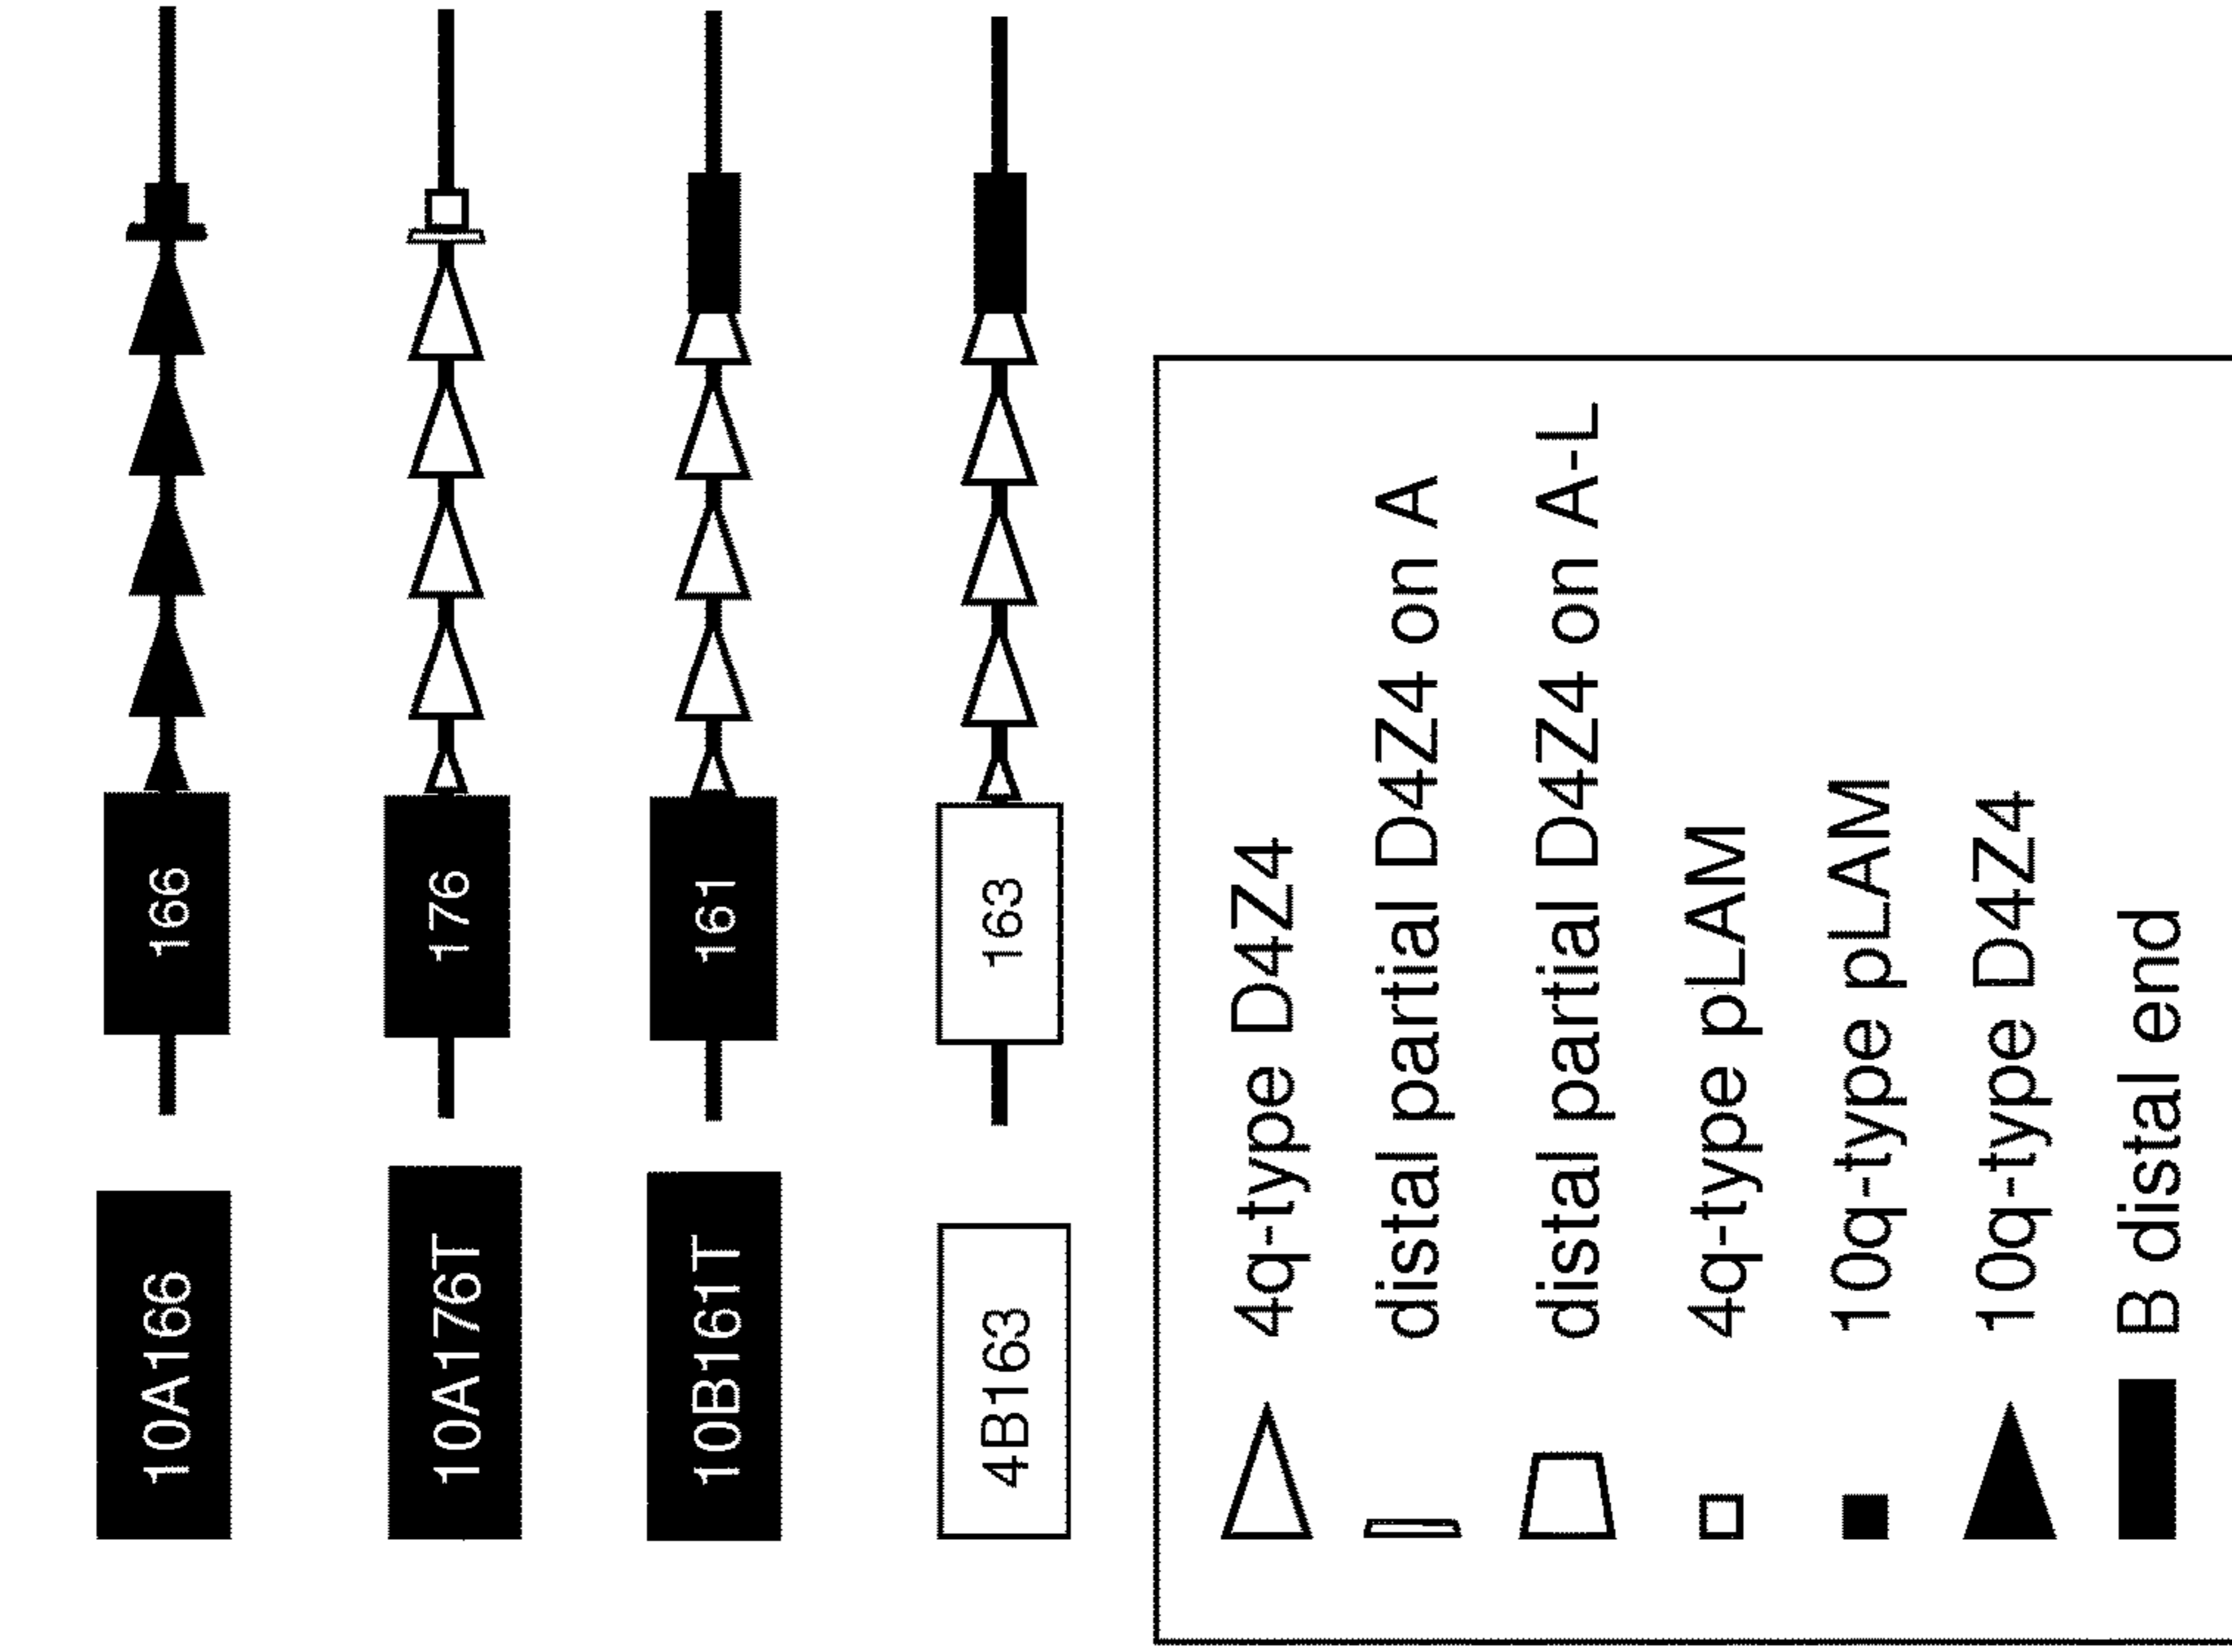 10A166 166
10A176T 176
10B161T 161
4B163 163
4q-type D4Z4
distal partial D4Z4 on A
distal partial D4Z4 on A-L
4q-type pLAM
10q-type pLAM
10q-type D4Z4
B distal end